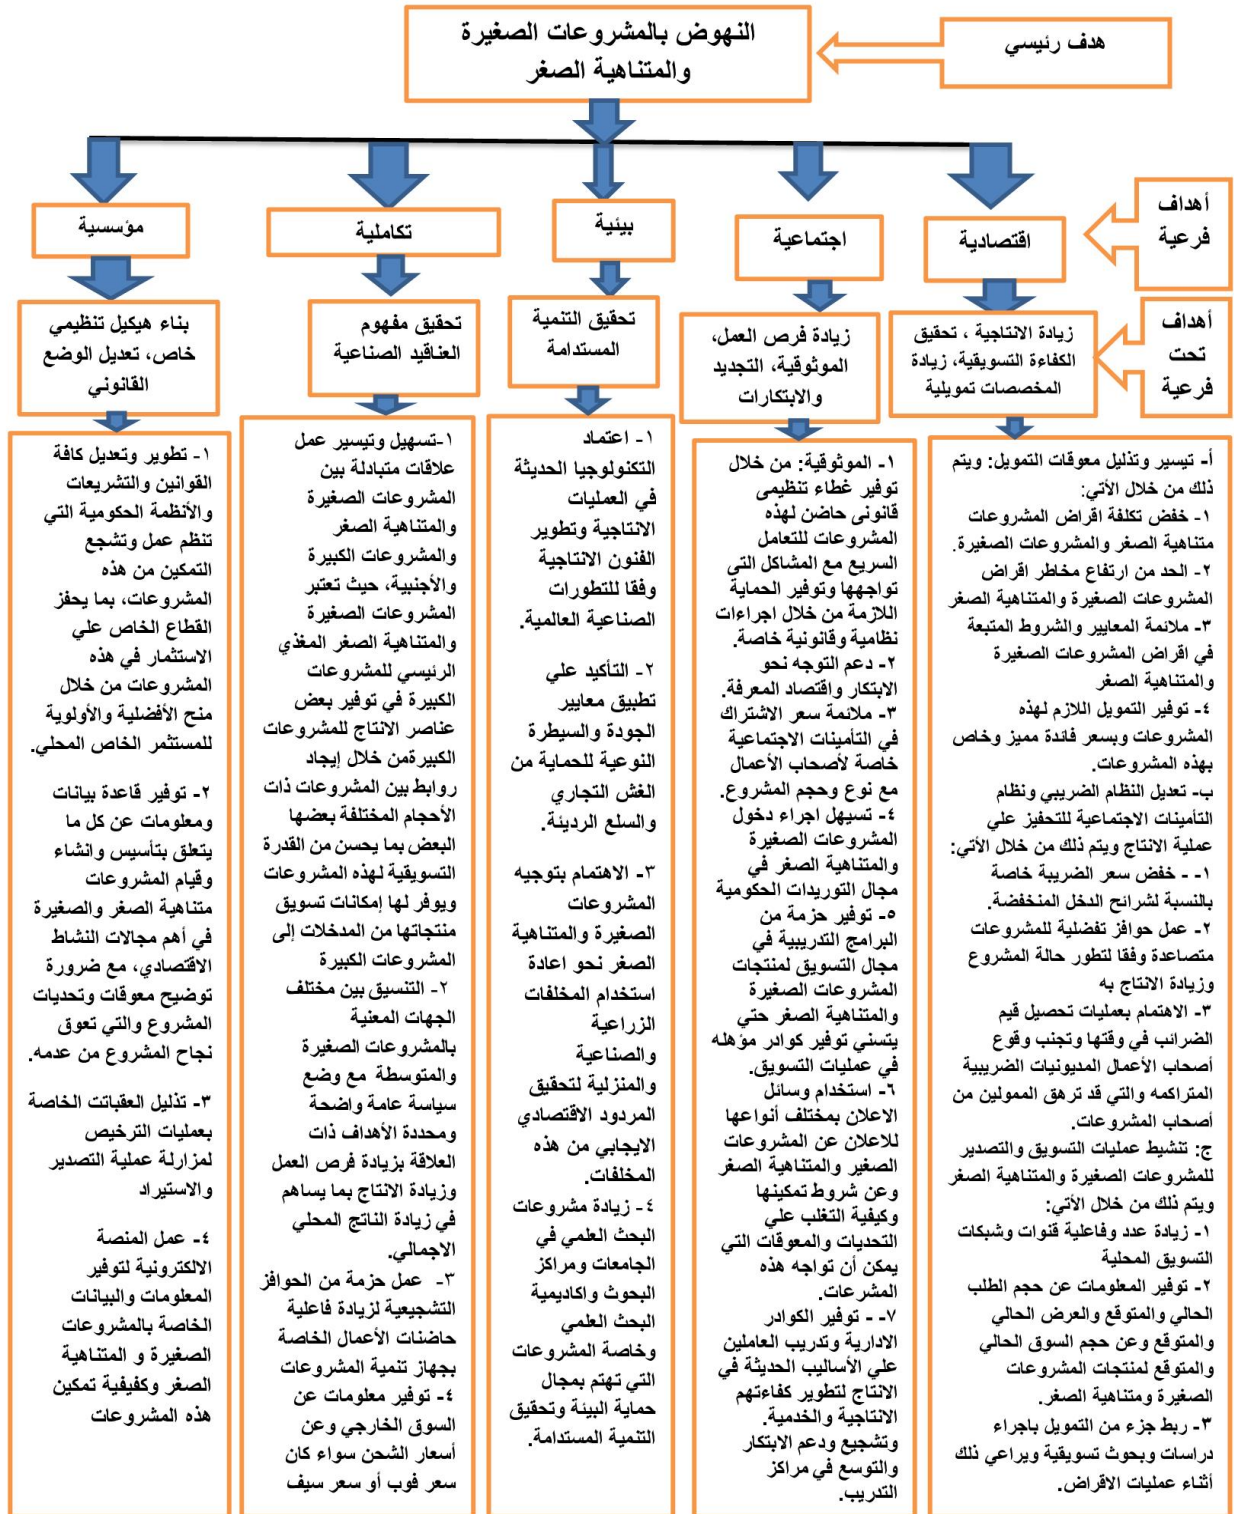 النهوض بالمشروعات الصغيرة
والمتناهية الصغر
هدف رئيسي
أهداف
فرعية
اقتصادية
اجتماعية
بيئية
تكاملية
مؤسسية
أهداف
تحت
فرعية
زيادة الانتاجية ، تحقيق
الكفاءة التسويقية، زيادة
المخصصات تمويلية
زيادة فرص العمل،
الموثوقية، التجديد
والابتكارات
تحقيق التنمية
المستدامة
تحقيق مفهوم
العناقيد الصناعية
بناء هيكيل تنظيمي
خاص، تعديل الوضع
القانوني
أ- تيسير وتذليل معوقات التمويل: ويتم
ذلك من خلال الأتي:
١- خفض تكلفة اقراض المشروعات
متناهية الصغر والمشروعات الصغيرة.
٢- الحد من ارتفاع مخاطر اقراض
المشروعات الصغيرة والمتناهية الصغر
٣- ملائمة المعايير والشروط المتبعة
في اقراض المشروعات الصغيرة
والمتناهية الصغر
٤- توفير التمويل اللازم لهذه
المشروعات وبسعر فائدة مميز وخاص
بهذه المشروعات.
ب- تعديل النظام الضريبي ونظام
التأمينات الاجتماعية للتحفيز علي
عملية الانتاج ويتم ذلك من خلال الأتي:
١- - خفض سعر الضريبة خاصة
بالنسبة لشرائح الدخل المنخفضة.
٢- عمل حوافز تفضلية للمشروعات
متصاعدة وفقا لتطور حالة المشروع
وزيادة الانتاج به
٣- الاهتمام بعمليات تحصيل قيم
الضرائب في وقتها وتجنب وقوع
أصحاب الأعمال المديونيات الضريبية
المتراكمه والتي قد ترهق الممولين من
أصحاب المشروعات.
ج: تنشيط عمليات التسويق والتصدير
للمشروعات الصغيرة والمتناهية الصغر
ويتم ذلك من خلال الأتي:
١- زيادة عدد وفاعلية قنوات وشبكات
التسويق المحلية
٢- توفير المعلومات عن حجم الطلب
الحالي والمتوقع والعرض الحالي
والمتوقع وعن حجم السوق الحالي
والمتوقع لمنتجات المشروعات
الصغيرة ومتناهية الصغر.
٣- ربط جزء من التمويل باجراء
دراسات وبحوث تسويقية ويراعي ذلك
أثناء عمليات الاقراض.
١- الموثوقية: من خلال
توفير غطاء تنظيمى
قانونى حاضن لهذه
المشروعات للتعامل
السريع مع المشاكل التى
تواجهها وتوفير الحماية
اللازمة من خلال اجراءات
نظامية وقانونية خاصة.
٢- دعم التوجه نحو
الابتكار واقتصاد المعرفة.
٣- ملائمة سعر الاشتراك
في التأمينات الاجتماعية
خاصة لأصحاب الأعمال
مع نوع وحجم المشروع.
٤- تسيهل اجراء دخول
المشروعات الصغيرة
والمتناهية الصغر في
مجال التوريدات الحكومية
٥- توفير حزمة من
البرامج التدريبية في
مجال التسويق لمنتجات
المشروعات الصغيرة
والمتناهية الصغر حتي
يتسني توفير كوادر مؤهله
في عمليات التسويق.
٦- استخدام وسائل
الاعلان بمختلف أنواعها
للاعلان عن المشروعات
الصغير والمتناهية الصغر
وعن شروط تمكينها
وكيفية التغلب علي
التحديات والمعوقات التي
يمكن أن تواجه هذه
المشرعات.
٧- - توفير الكوادر
الادارية وتدريب العاملين
علي الأساليب الحديثة في
الانتاج لتطوير كفاءتهم
الانتاجية والخدمية.
وتشجيع ودعم الابتكار
والتوسع في مراكز
التدريب.
١- اعتماد
التكنولوجيا الحديثة
في العمليات
الانتاجية وتطوير
الفنون الانتاجية
وفقا للتطورات
الصناعية العالمية.
٢- التأكيد علي
تطبيق معايير
الجودة والسيطرة
النوعية للحماية من
الغش التجاري
والسلع الرديئة.
٣- الاهتمام بتوجيه
المشروعات
الصغيرة والمتناهية
الصغر نحو اعادة
استخدام المخلفات
الزراعية
والصناعية
والمنزلية لتحقيق
المردود الاقتصادي
الايجابي من هذه
المخلفات.
٤- زيادة مشروعات
البحث العلمي في
الجامعات ومراكز
البحوث واكاديمية
البحث العلمي
وخاصة المشروعات
التي تهتم بمجال
حماية البيئة وتحقيق
التنمية المستدامة.
١-تسهيل وتيسير عمل
علاقات متبادلة بين
المشروعات الصغيرة
والمتناهية الصغر
والمشروعات الكبيرة
والأجنبية، حيث تعتبر
المشروعات الصغيرة
والمتناهية الصغر المغذي
الرئيسي للمشروعات
الكبيرة في توفير بعض
عناصر الانتاج للمشروعات
الكبيرةمن خلال إيجاد
روابط بين المشروعات ذات
الأحجام المختلفة بعضها
البعض بما يحسن من القدرة
التسويقية لهذه المشروعات
ويوفر لها إمكانات تسويق
منتجاتها من المدخلات إلى
المشروعات الكبيرة
٢- التنسيق بين مختلف
الجهات المعنية
بالمشروعات الصغيرة
والمتوسطة مع وضع
سياسة عامة واضحة
ومحددة الأهداف ذات
العلاقة بزيادة فرص العمل
وزيادة الانتاج بما يساهم
في زيادة الناتج المحلي
الاجمالي.
٣- عمل حزمة من الحوافز
التشجيعية لزيادة فاعلية
حاضنات الأعمال الخاصة
بجهاز تنمية المشروعات
٤- توفير معلومات عن
السوق الخارجي وعن
أسعار الشحن سواء كان
سعر فوب أو سعر سيف
١- تطوير وتعديل كافة
القوانين والتشريعات
والأنظمة الحكومية التي
تنظم عمل وتشجع
التمكين من هذه
المشروعات، بما يحفز
القطاع الخاص علي
الاستثمار في هذه
المشروعات من خلال
منح الأفضلية والأولوية
للمستثمر الخاص المحلي.
٢- توفير قاعدة بيانات
ومعلومات عن كل ما
يتعلق بتأسيس وانشاء
وقيام المشروعات
متناهية الصغر والصغيرة
في أهم مجالات النشاط
الاقتصادي، مع ضرورة
توضيح معوقات وتحديات
المشروع والتي تعوق
نجاح المشروع من عدمه.
٣- تذليل العقباتت الخاصة
بعمليات الترخيص
لمزارلة عملية التصدير
والاستيراد
٤- عمل المنصة
الالكترونية لتوفير
المعلومات والبيانات
الخاصة بالمشروعات
الصغيرة و المتناهية
الصغر وكفيفية تمكين
هذه المشروعات